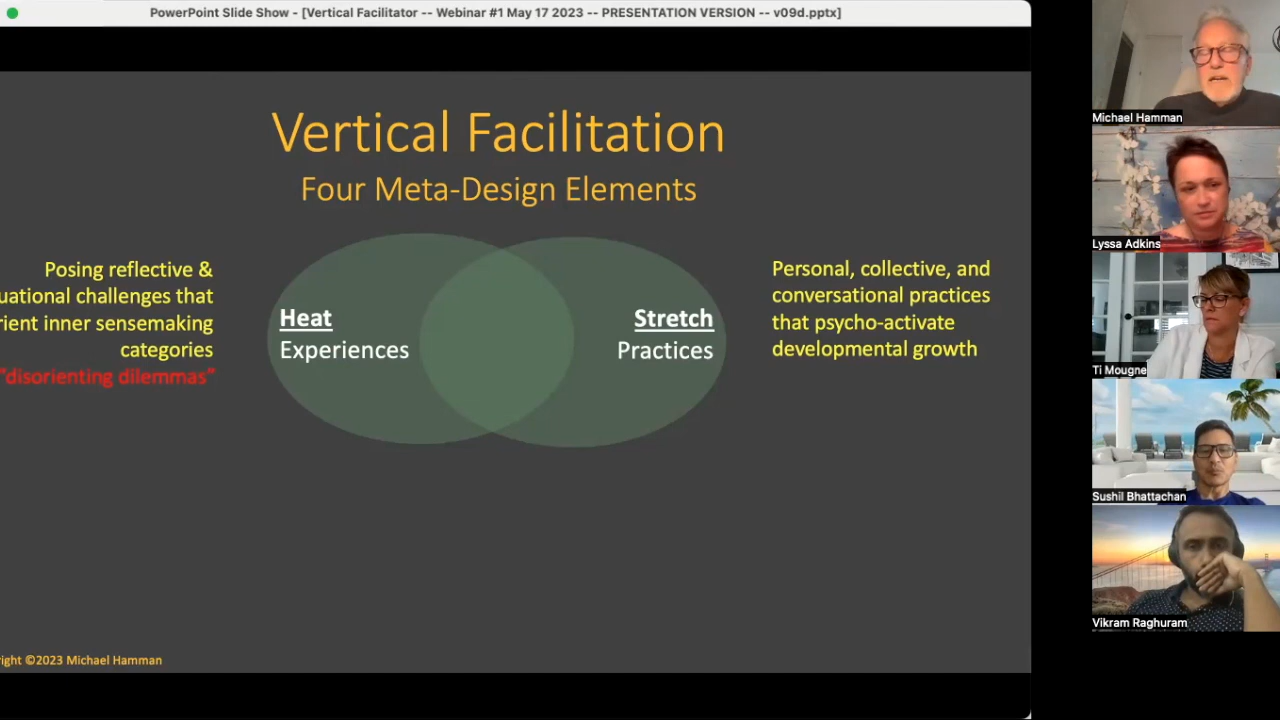 PowerPoint Slide Show - [Vertical Facilitator -- Webinar #1 May 17 2023 -- PRESENTATION VERSION -- v09d.pptx]
Vertical Facilitation
Four Meta-Design Elements
Posing reflective &
uational challenges that
rient inner sensemaking
categories
"disorienting dilemmas"
Heat
Experiences
Stretch
Practices
Personal, collective, and
conversational practices
that psycho-activate
developmental growth
right ©2023 Michael Hamman
Michael Hamman
Lyssa Adkins
Ti Mougne
Sushil Bhattachan
Vikram Raghuram